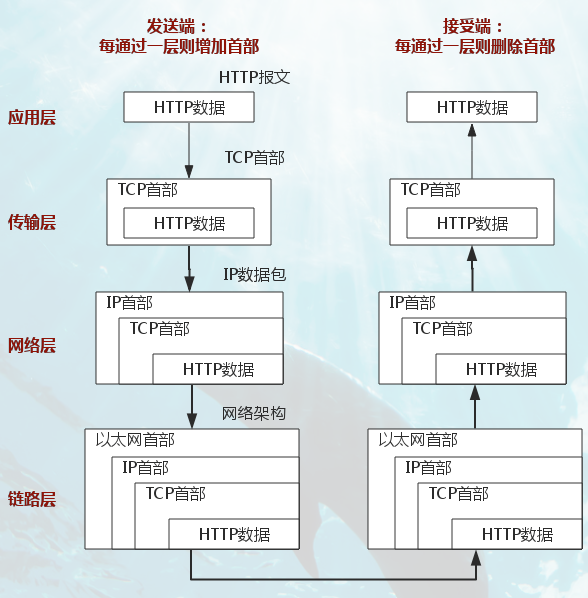 发送端：
每通过一层则增加首部
接受端：
每通过一层则删除首部
HTTP报文
应用层
HTTP数据
HTTP数据
TCP首部
TCP首部
TCP首部
传输层
HTTP数据
HTTP数据
IP数据包
IP首部
IP首部
TCP首部
TCP首部
网络层
HTTP数据
HTTP数据
网络架构
以太网首部
以太网首部
IP首部
IP首部
链路层
TCP首部
TCP首部
HTTP数据
HTTP数据